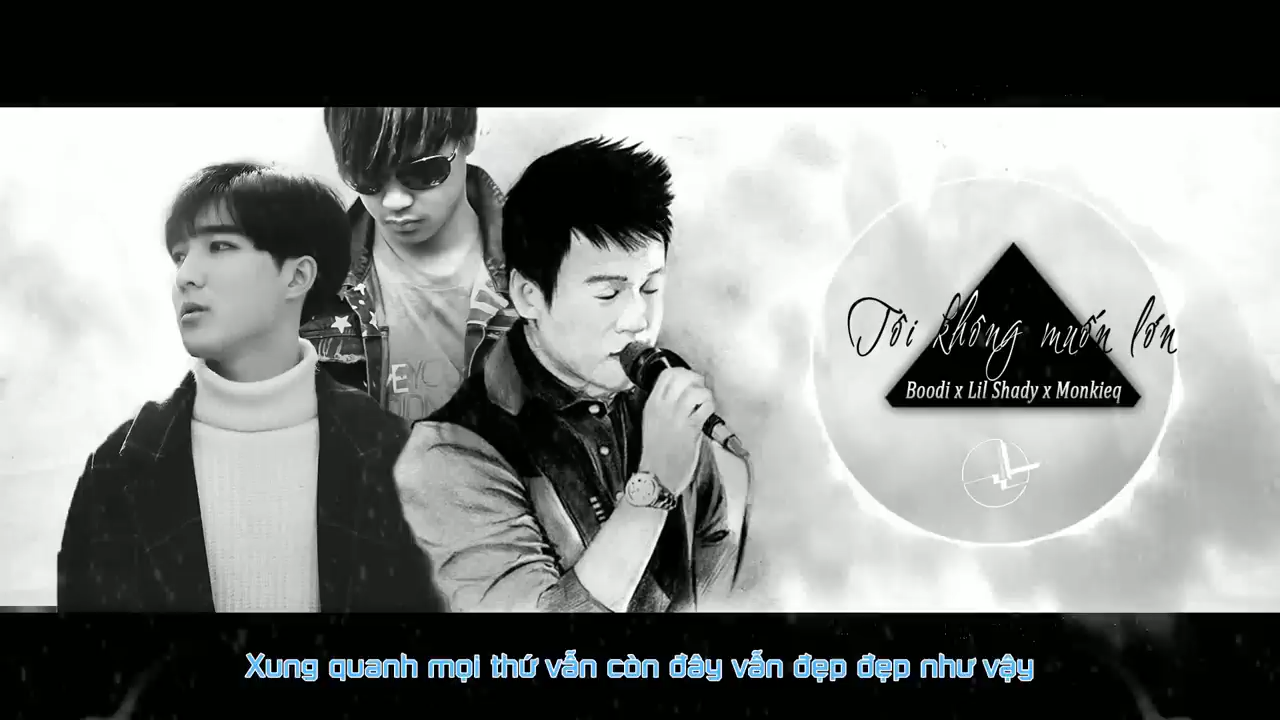 Tôi không muốn lớn
Boodi x Lil Shady x Monkieq
Xung quanh mọi thứ vẫn còn đây vẫn đẹp đẹp như vậy